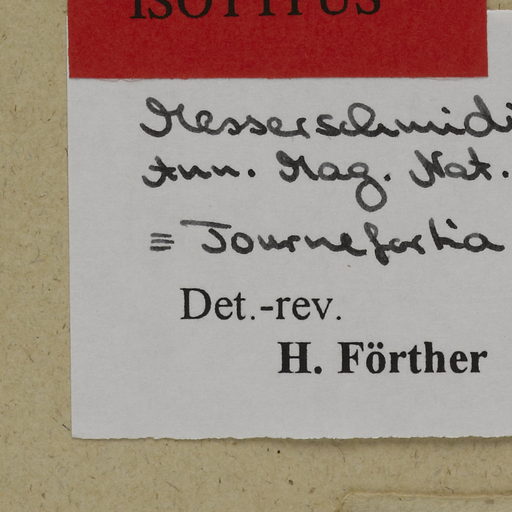 ISOTYPUS
Messerschmidi
Ann. Mag. Nat.
≡ Tournefortia
Det.-rev.
H. Förther